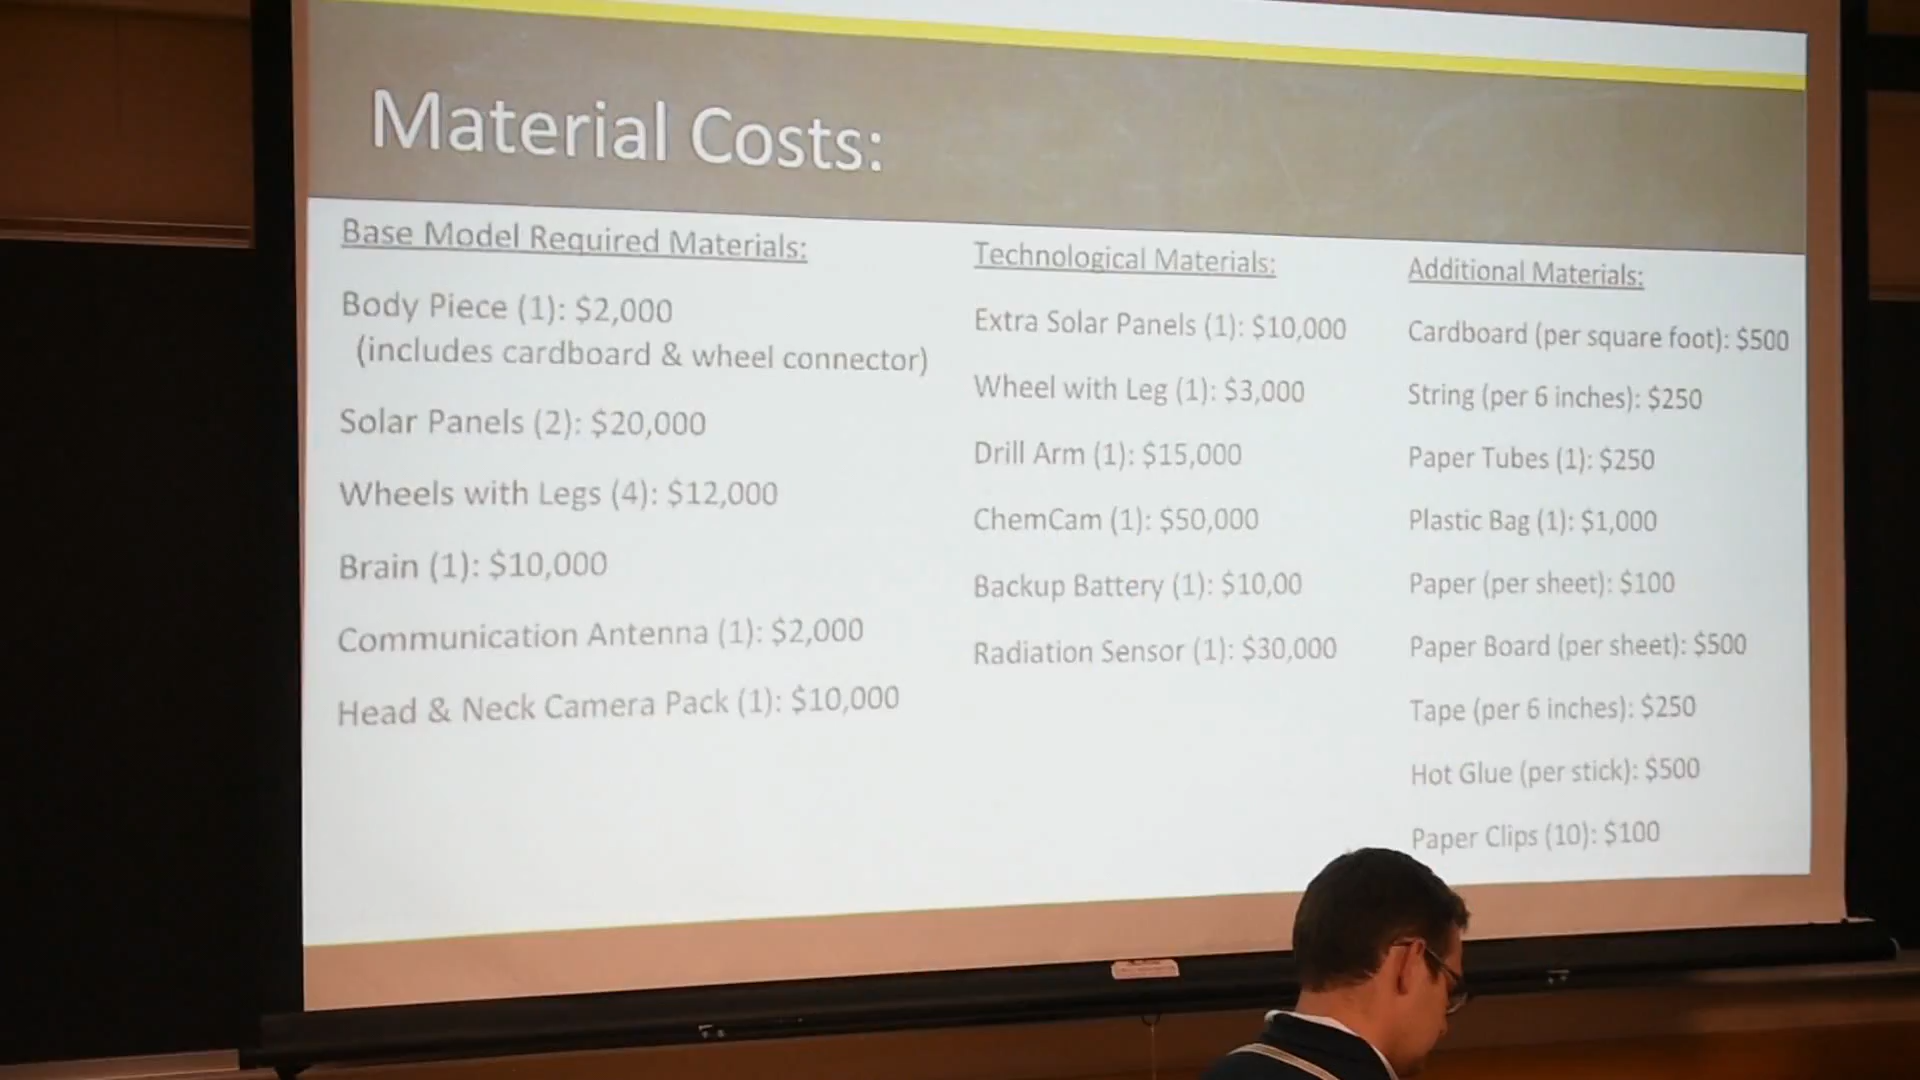 Material Costs:
Base Model Required Materials:
Body Piece (1): $2,000
(includes cardboard & wheel connector)
Solar Panels (2): $20,000
Wheels with Legs (4): $12,000
Brain (1): $10,000
Communication Antenna (1): $2,000
Head & Neck Camera Pack (1): $10,000
Technological Materials:
Extra Solar Panels (1): $10,000
Wheel with Leg (1): $3,000
Drill Arm (1): $15,000
ChemCam (1): $50,000
Backup Battery (1): $10,00
Radiation Sensor (1): $30,000
Additional Materials:
Cardboard (per square foot): $500
String (per 6 inches): $250
Paper Tubes (1): $250
Plastic Bag (1): $1,000
Paper (per sheet): $100
Paper Board (per sheet): $500
Tape (per 6 inches): $250
Hot Glue (per stick): $500
Paper Clips (10): $100